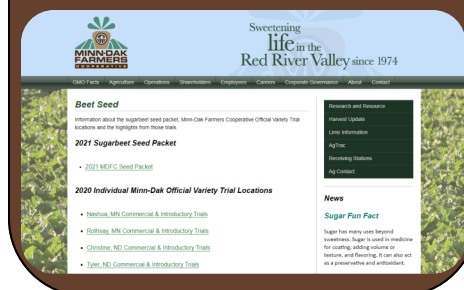 MINN-DAK
FARMERS
COOPERATIVE
Sweetening
life in the
Red River Valley since 1974
GMO Facts Agriculture Operations Shareholders Employees Careers Corporate Governance About Contact
Beet Seed
Information about the sugarbeet seed packet, Minn-Dak Farmers Cooperative Official Variety Trial
locations and the highlights from those trials.
2021 Sugarbeet Seed Packet
2021 MDFC Seed Packet
2020 Individual Minn-Dak Official Variety Trial Locations
Nashua, MN Commercial & Introductory Trials
Rothsay, MN Commercial & Introductory Trials
Christine, ND Commercial & Introductory Trials
Tyler, ND Commercial & Introductory Trials
Research and Resource
Harvest Update
Lime Information
AgTrac
Receiving Stations
Ag Contact
News
Sugar Fun Fact
Sugar has many uses beyond
sweetness. Sugar is used in medicine
for coating, adding volume or
texture, and flavoring. It can also act
as a preservative and antioxidant.